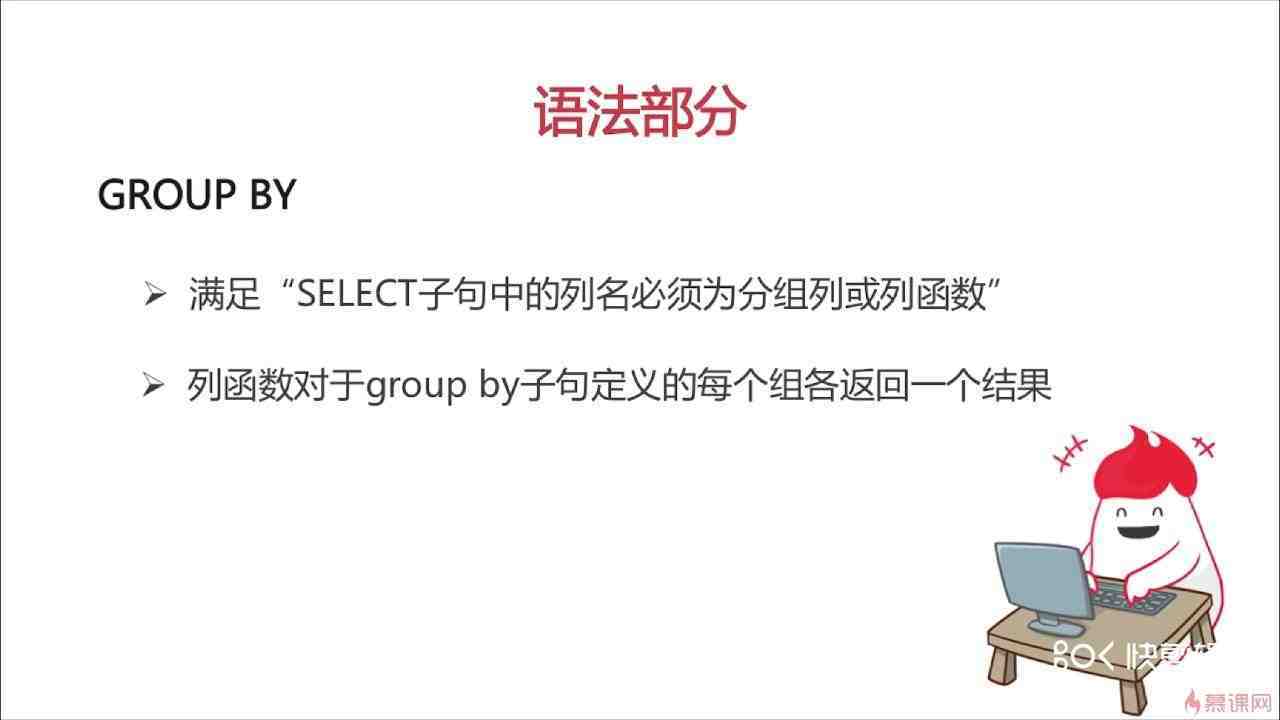 语法部分
GROUP BY
满足“SELECT子句中的列名必须为分组列或列函数”
列函数对于group by子句定义的每个组各返回一个结果
慕课网